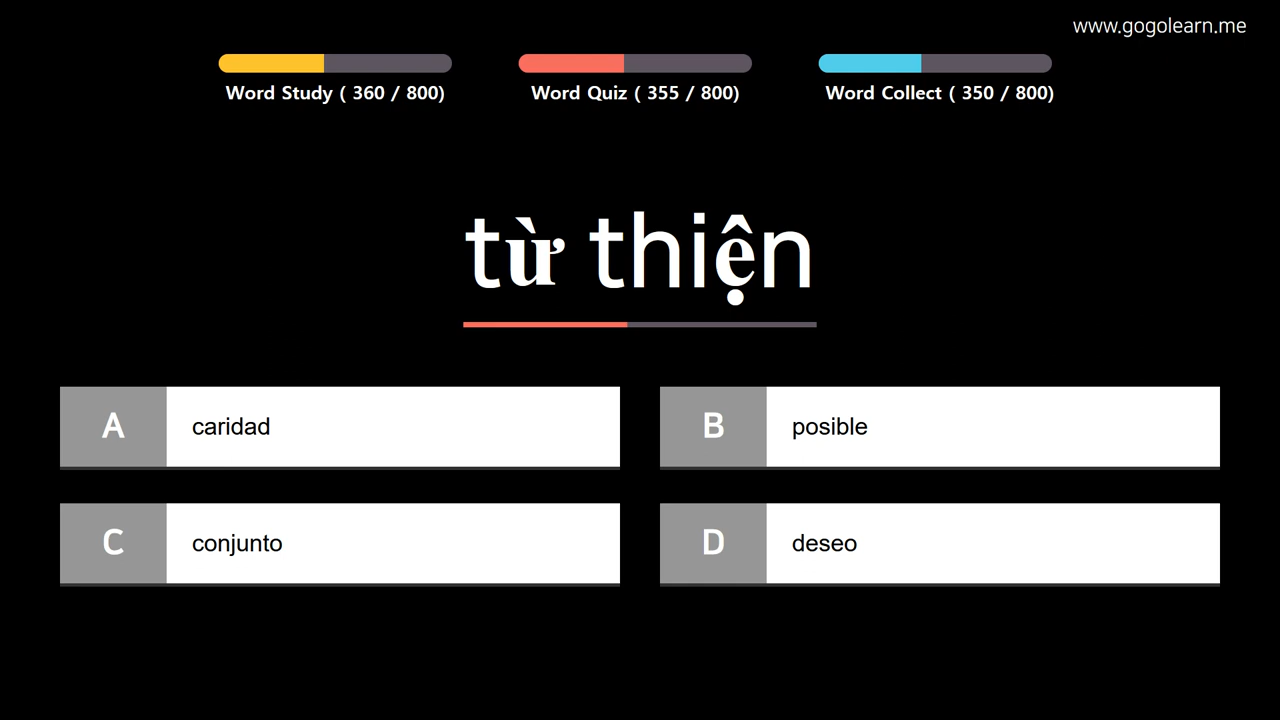 www.gogolearn.me
Word Study ( 360 / 800)
Word Quiz ( 355 / 800)
Word Collect ( 350 / 800)
từ thiện
A caridad
B posible
C conjunto
D deseo